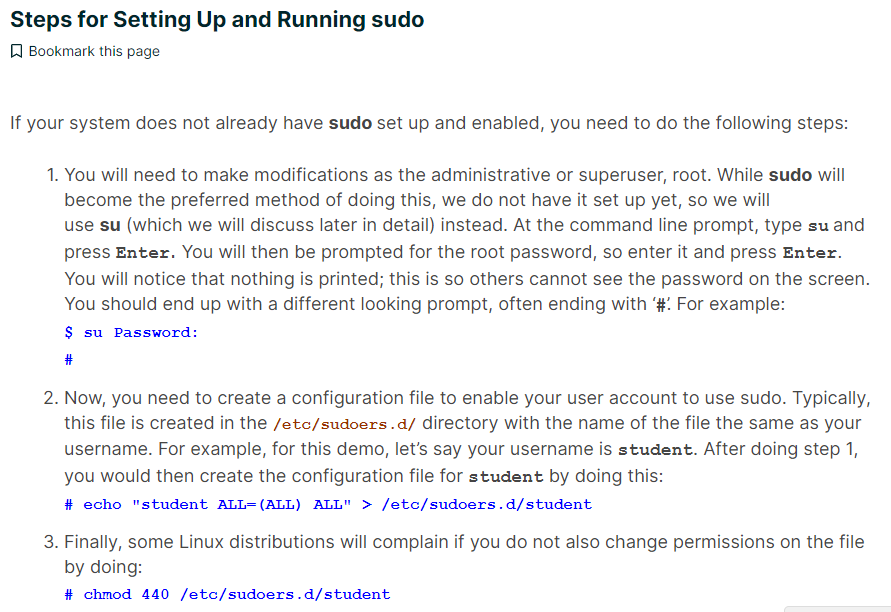 Steps for Setting Up and Running sudo
Bookmark this page
If your system does not already have sudo set up and enabled, you need to do the following steps:
1. You will need to make modifications as the administrative or superuser, root. While sudo will
become the preferred method of doing this, we do not have it set up yet, so we will
use su (which we will discuss later in detail) instead. At the command line prompt, type su and
press Enter. You will then be prompted for the root password, so enter it and press Enter.
You will notice that nothing is printed; this is so others cannot see the password on the screen.
You should end up with a different looking prompt, often ending with ‘#’. For example:
$ su Password:
#
2. Now, you need to create a configuration file to enable your user account to use sudo. Typically,
this file is created in the /etc/sudoers.d/ directory with the name of the file the same as your
username. For example, for this demo, let’s say your username is student. After doing step 1,
you would then create the configuration file for student by doing this:
# echo "student ALL=(ALL) ALL" > /etc/sudoers.d/student
3. Finally, some Linux distributions will complain if you do not also change permissions on the file
by doing:
# chmod 440 /etc/sudoers.d/student